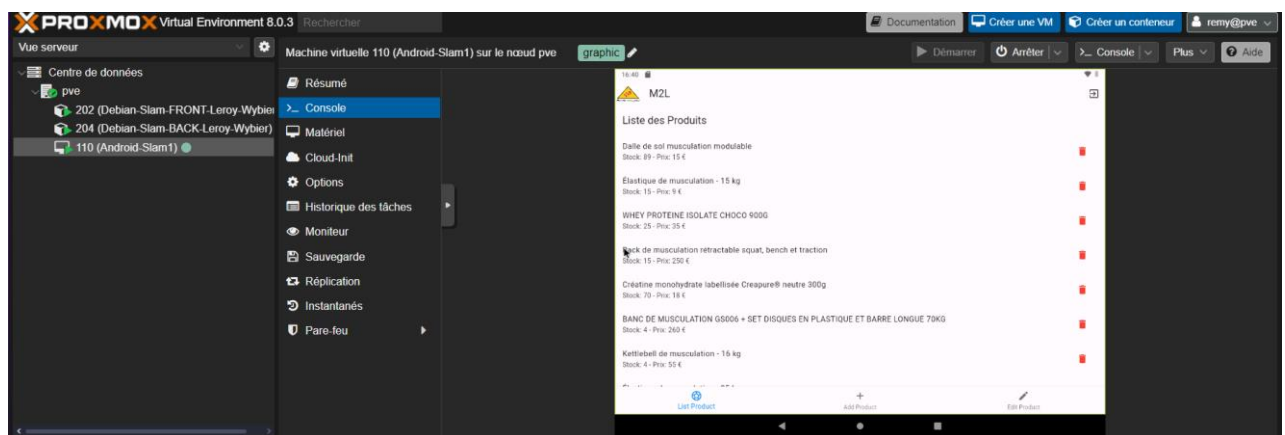 PROXMOX Virtual Environment 8.0.3 Rechercher Documentation Créer une VM Créer un conteneur remy@pve
Vue serveur
Machine virtuelle 110 (Android-Slam1) sur le nœud pve graphic Démarrer Arrêter Console Plus Aide
Centre de données
pve
202 (Debian-Slam-FRONT-Leroy-Wybier
204 (Debian-Slam-BACK-Leroy-Wybier)
110 (Android-Slam1)
Résumé
>_ Console
Matériel
Cloud-Init
Options
Historique des tâches
Moniteur
Sauvegarde
Réplication
Instantanés
Pare-feu
16:40
M2L
Liste des Produits
Dalle de sol musculation modulable
Stock: 89 - Prix: 15 €
Élastique de musculation - 15 kg
Stock: 15 - Prix: 9 €
WHEY PROTEINE ISOLATE CHOCO 900G
Stock: 25 - Prix: 35 €
de musculation rétractable squat, bench et traction
Stock: 15 - Prix: 250 €
Créatine monohydrate labellisée Creapure® neutre 300g
Stock: 70 - Prix: 18 €
BANC DE MUSCULATION GS006 + SET DISQUES EN PLASTIQUE ET BARRE LONGUE 70KG
Stock: 4 - Prix: 260 €
Kettlebell de musculation - 16 kg
Stock: 4 - Prix: 55 €
List Product Add Product Edit Product